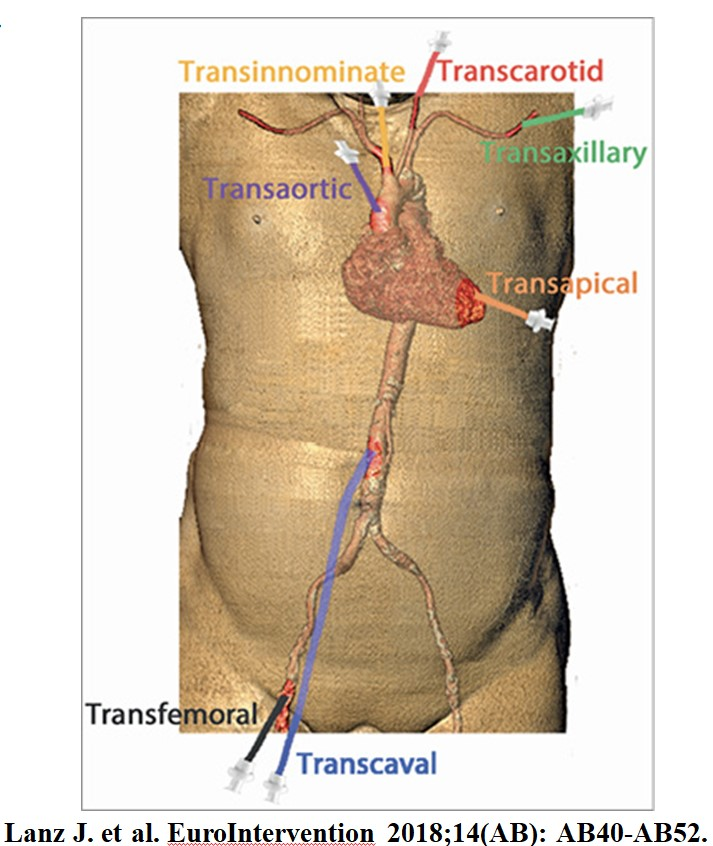 Transinnominate
Transcarotid
Transaxillary
Transaortic
Transapical
Transfemoral
Transcaval
Lanz J. et al. EuroIntervention 2018;14(AB): AB40-AB52.